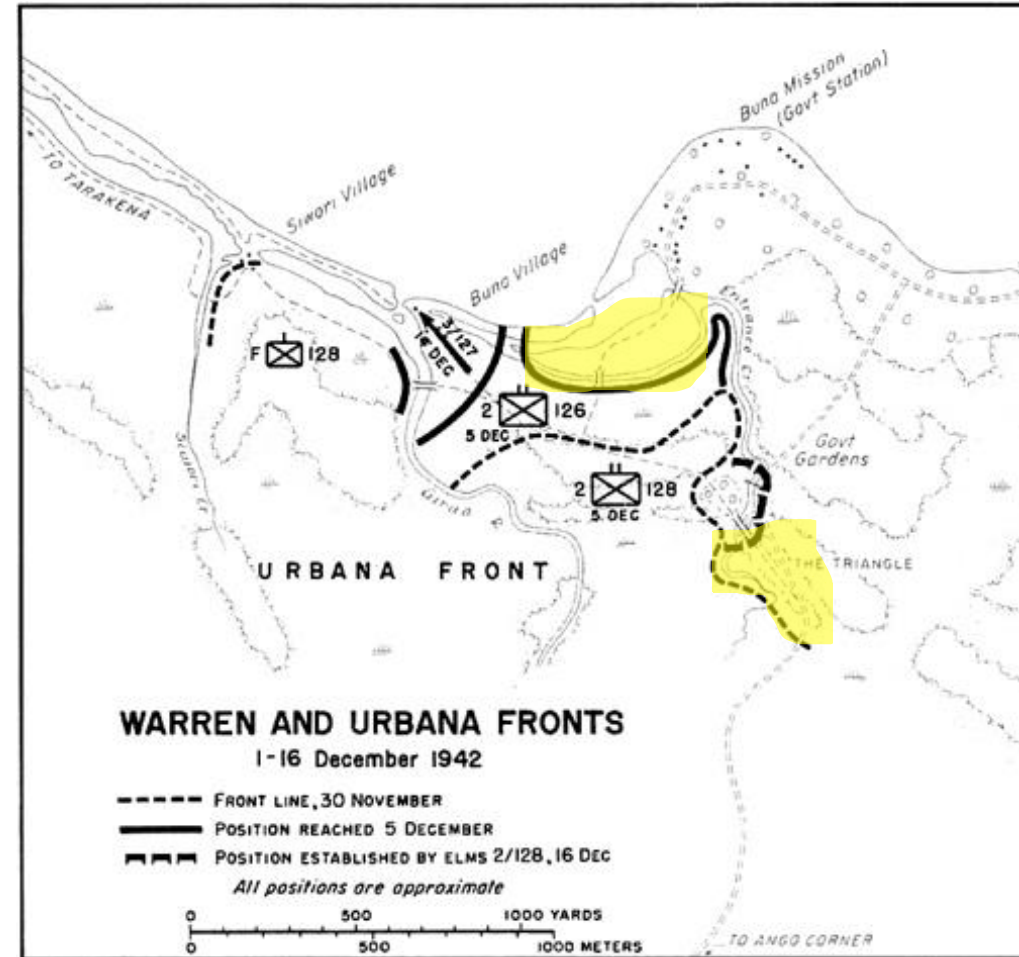 Buna Mission
(Govt Station)
TO TARAKENA
Siwori Village
Buna Village
Entrance Cr
3/127
14 DEC
F 128
2 126
5 DEC
Govt
Gardens
2 128
5 DEC
Siwori Cr
Girua R
URBANA FRONT
THE TRIANGLE
WARREN AND URBANA FRONTS
1-16 December 1942
FRONT LINE, 30 NOVEMBER
POSITION REACHED 5 DECEMBER
POSITION ESTABLISHED BY ELMS 2/128, 16 DEC
All positions are approximate
0 500 1000 YARDS
0 500 1000 METERS
TO ANGO CORNER